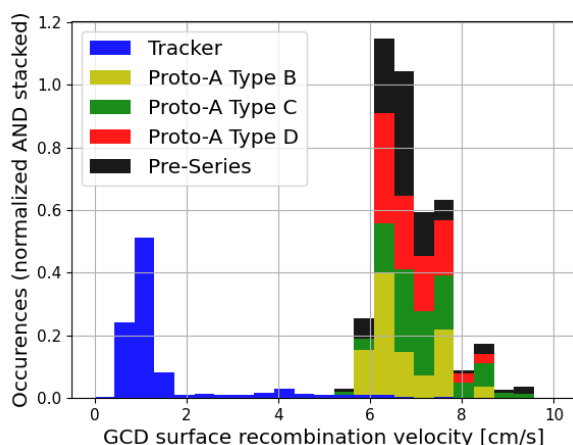 Occurences (normalized AND stacked)
1.2
1.0
0.8
0.6
0.4
0.2
0.0
Tracker
Proto-A Type B
Proto-A Type C
Proto-A Type D
Pre-Series
0 2 4 6 8 10
GCD surface recombination velocity [cm/s]